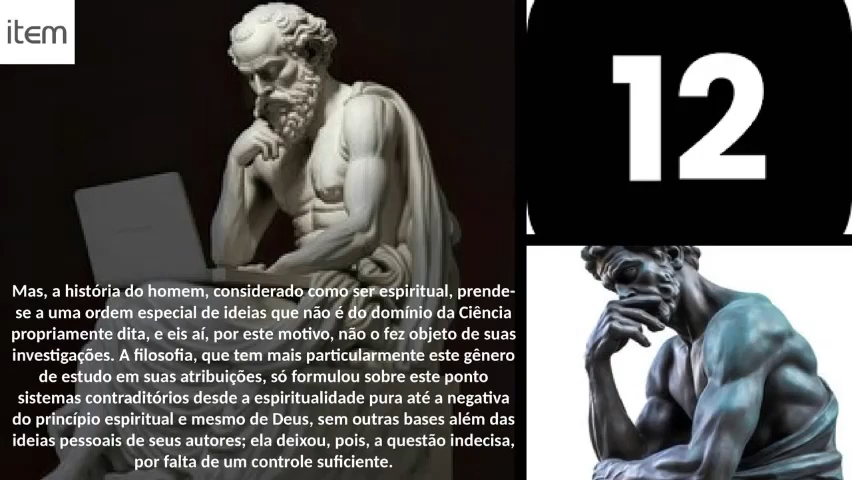 item
12
Mas, a história do homem, considerado como ser espiritual, prende-
se a uma ordem especial de ideias que não é do domínio da Ciência
propriamente dita, e eis aí, por este motivo, não o fez objeto de suas
investigações. A filosofia, que tem mais particularmente este gênero
de estudo em suas atribuições, só formulou sobre este ponto
sistemas contraditórios desde a espiritualidade pura até a negativa
do princípio espiritual e mesmo de Deus, sem outras bases além das
ideias pessoais de seus autores; ela deixou, pois, a questão indecisa,
por falta de um controle suficiente.